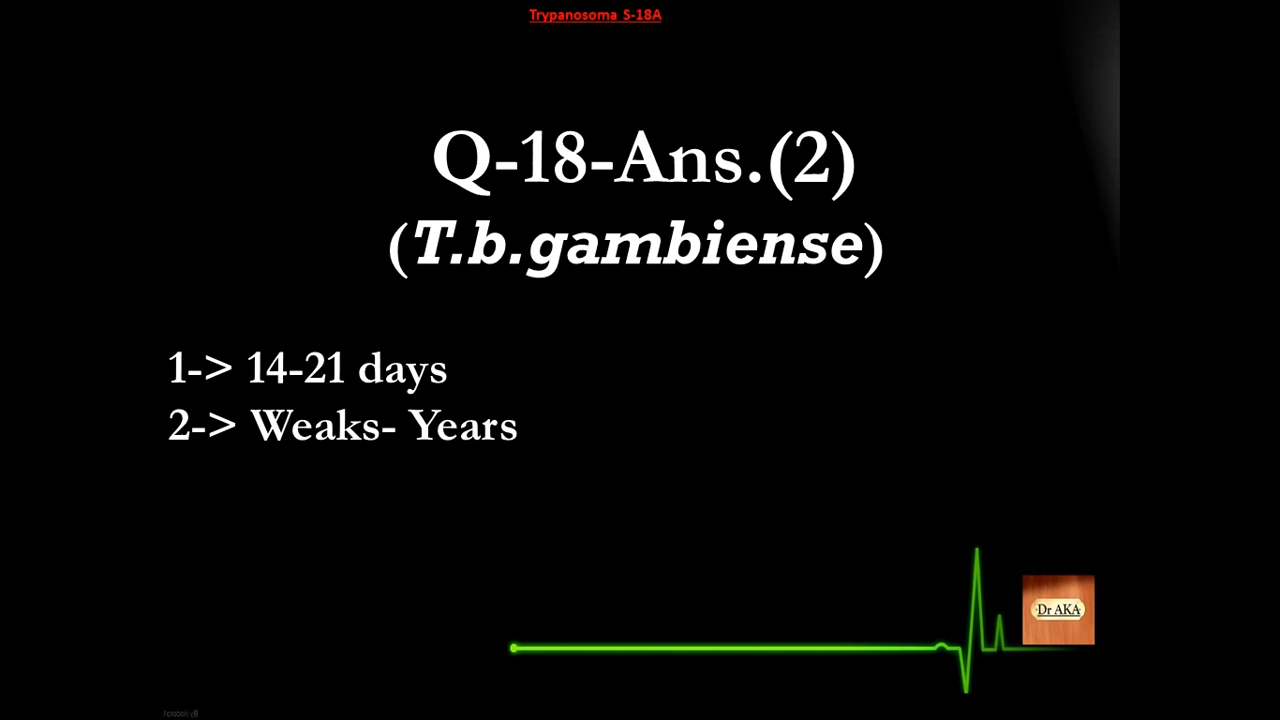 Trypanosoma S-18A
Q-18-Ans.(2)
(T.b.gambiense)
1-> 14-21 days
2-> Weaks- Years
Dr AKA